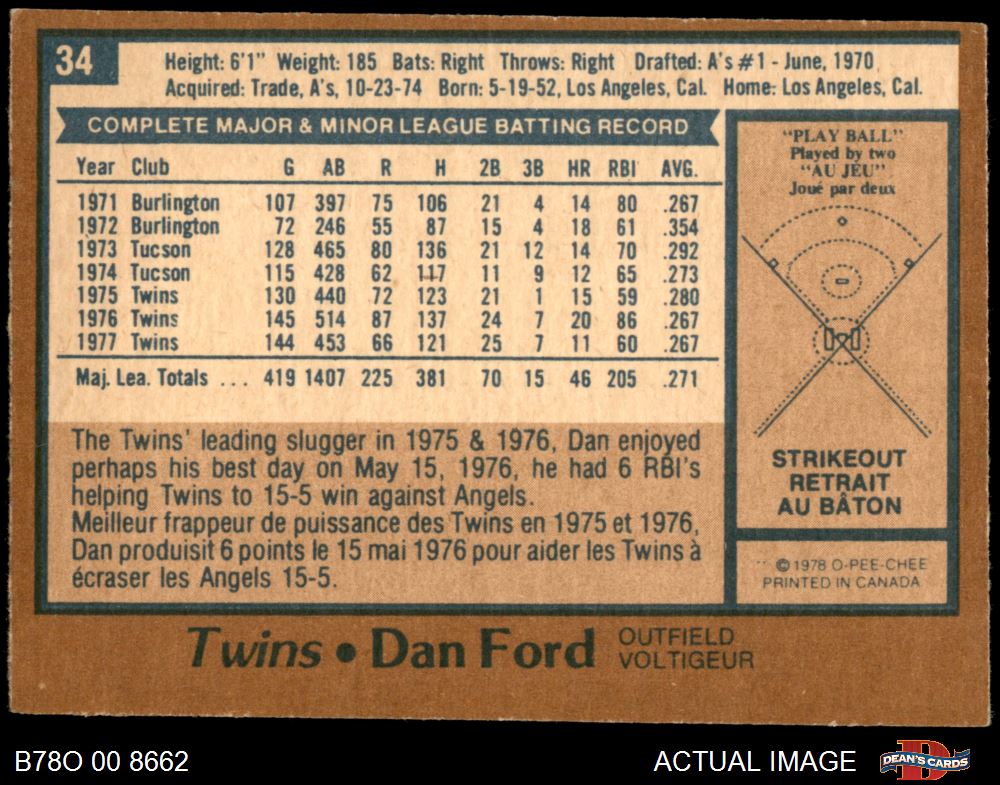 34
Height: 6'1" Weight: 185 Bats: Right Throws: Right Drafted: A's #1 - June, 1970
Acquired: Trade, A's, 10-23-74 Born: 5-19-52, Los Angeles, Cal. Home: Los Angeles, Cal.
COMPLETE MAJOR & MINOR LEAGUE BATTING RECORD
Year Club G AB R H 2B 3B HR RBI AVG.
1971 Burlington 107 397 75 106 21 4 14 80 .267
1972 Burlington 72 246 55 87 15 4 18 61 .354
1973 Tucson 128 465 80 136 21 12 14 70 .292
1974 Tucson 115 428 62 117 11 9 12 65 .273
1975 Twins 130 440 72 123 21 1 15 59 .280
1976 Twins 145 514 87 137 24 7 20 86 .267
1977 Twins 144 453 66 121 25 7 11 60 .267
Maj. Lea. Totals ... 419 1407 225 381 70 15 46 205 .271
The Twins' leading slugger in 1975 & 1976, Dan enjoyed
perhaps his best day on May 15, 1976, he had 6 RBI's
helping Twins to 15-5 win against Angels.
Meilleur frappeur de puissance des Twins en 1975 et 1976,
Dan produisit 6 points le 15 mai 1976 pour aider les Twins à
écraser les Angels 15-5.
"PLAY BALL"
Played by two
"AU JEU"
Joué par deux
STRIKEOUT
RETRAIT
AU BÂTON
©1978 O-PEE-CHEE
PRINTED IN CANADA
Twins • Dan Ford OUTFIELD
VOLTIGEUR
B78O 00 8662
ACTUAL IMAGE
DEAN'S CARDS